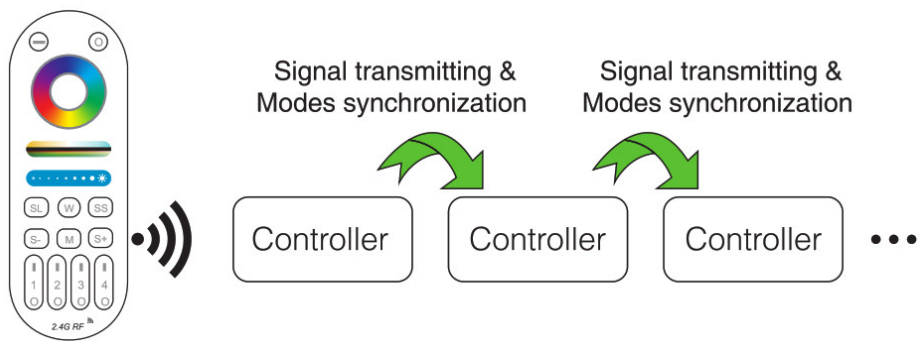 SL W SS
S- M S+
1 2 3 4
2.4G RF
Signal transmitting &
Modes synchronization
Signal transmitting &
Modes synchronization
Controller
Controller
Controller